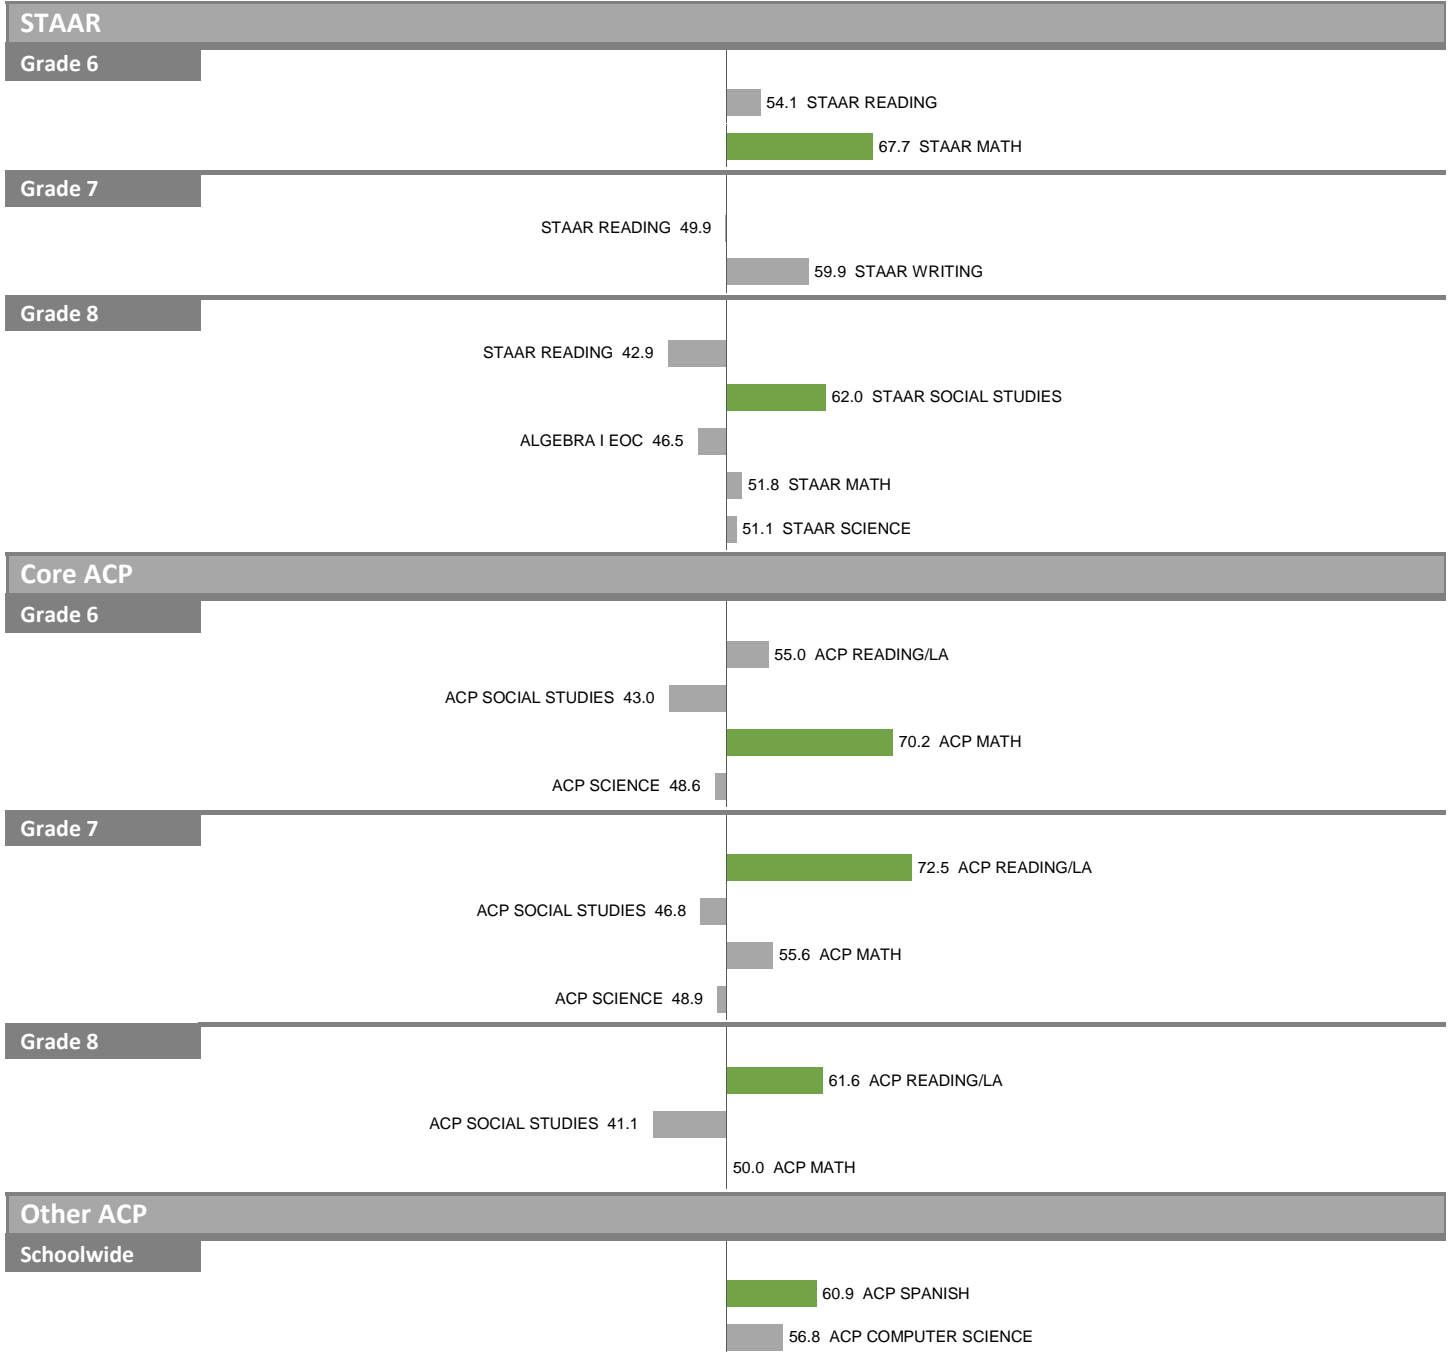 STAAR
Grade 6
54.1 STAAR READING
67.7 STAAR MATH
Grade 7
STAAR READING 49.9
59.9 STAAR WRITING
Grade 8
STAAR READING 42.9
62.0 STAAR SOCIAL STUDIES
ALGEBRA I EOC 46.5
51.8 STAAR MATH
51.1 STAAR SCIENCE
Core ACP
Grade 6
55.0 ACP READING/LA
ACP SOCIAL STUDIES 43.0
70.2 ACP MATH
ACP SCIENCE 48.6
Grade 7
72.5 ACP READING/LA
ACP SOCIAL STUDIES 46.8
55.6 ACP MATH
ACP SCIENCE 48.9
Grade 8
61.6 ACP READING/LA
ACP SOCIAL STUDIES 41.1
50.0 ACP MATH
Other ACP
Schoolwide
60.9 ACP SPANISH
56.8 ACP COMPUTER SCIENCE